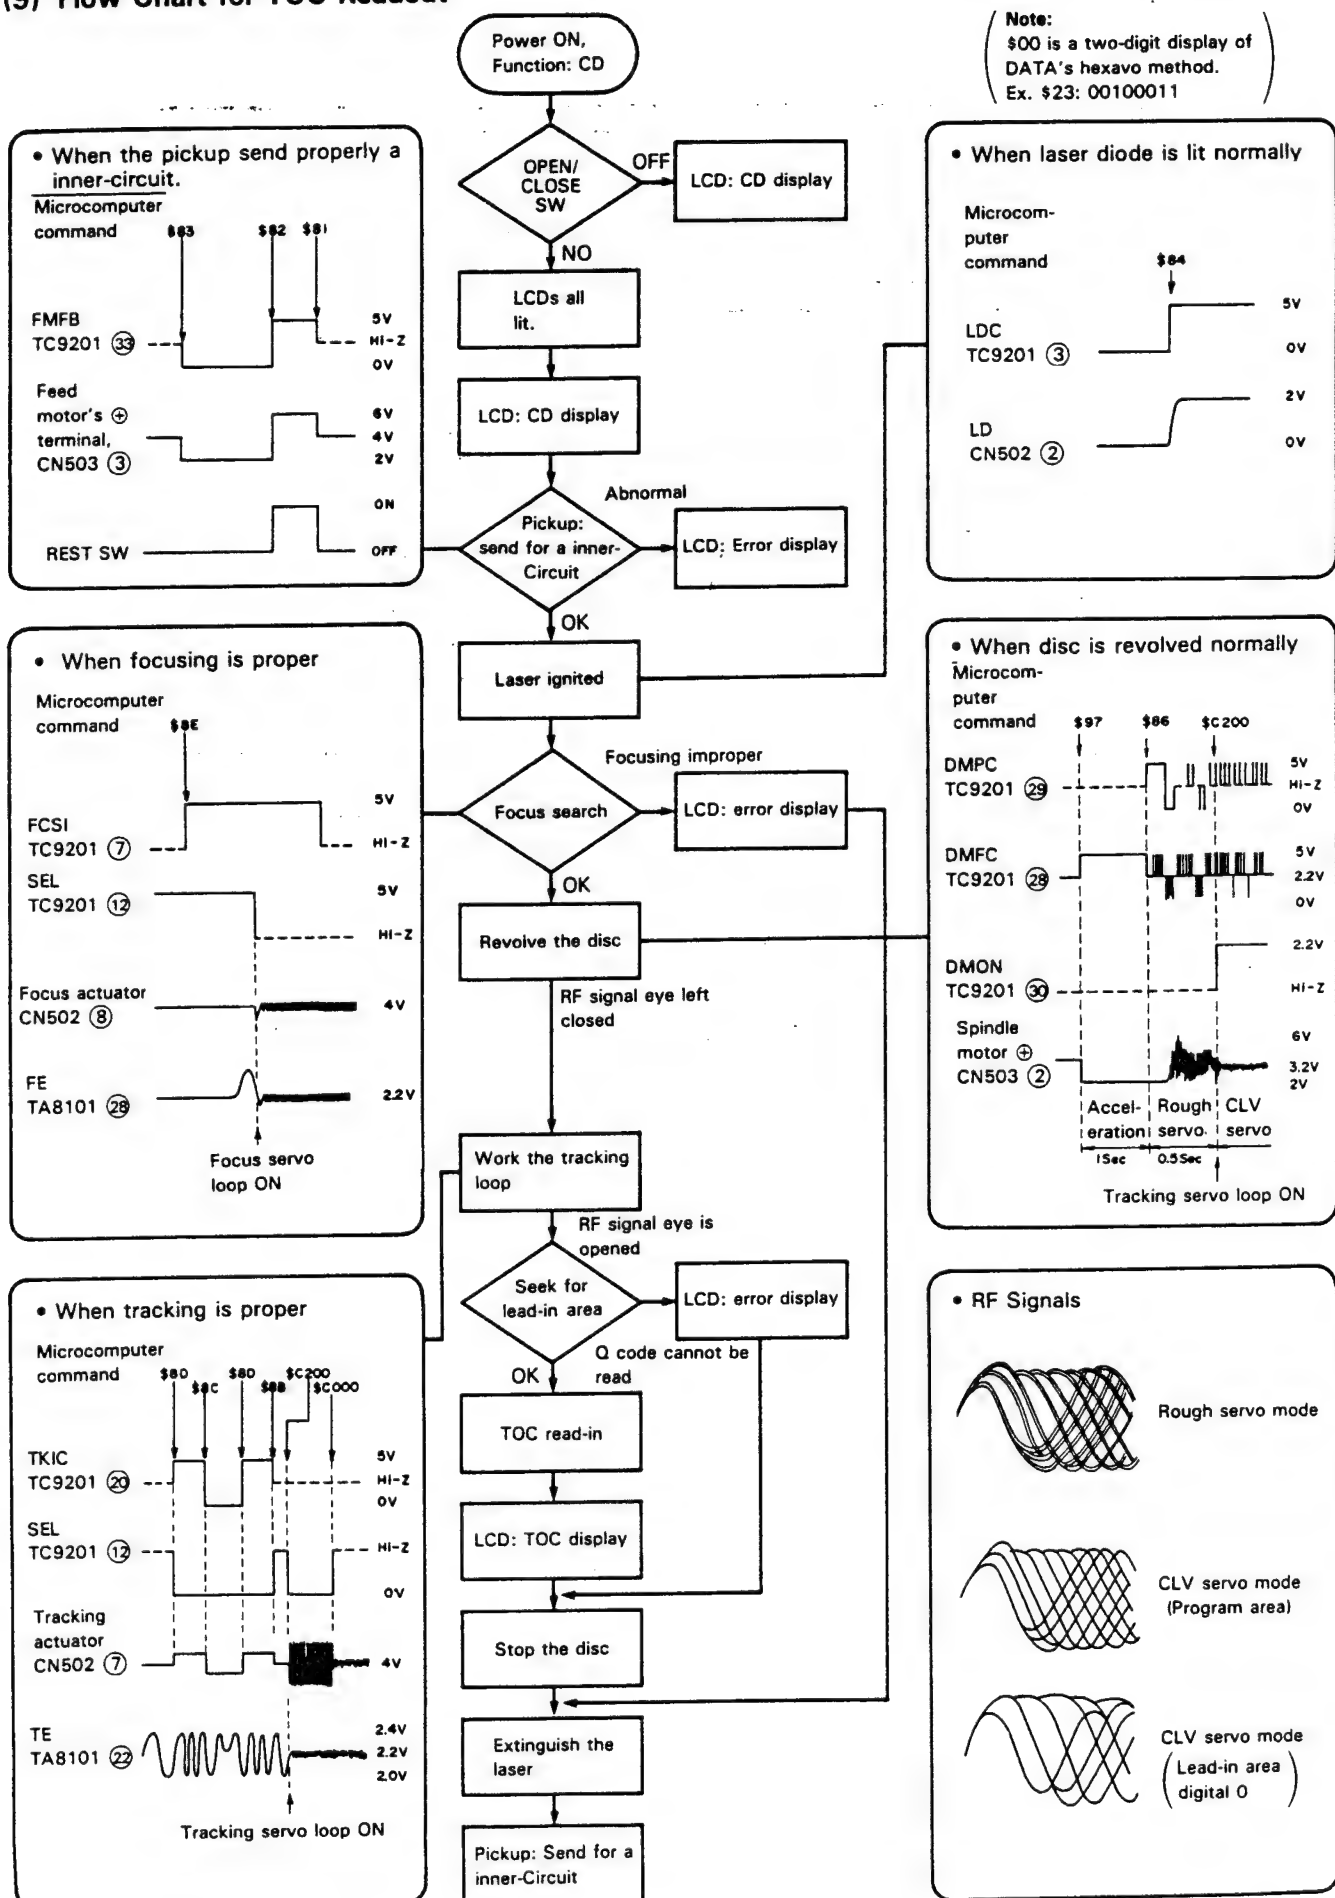 (9) Flow Chart for TOC Readout
Power ON,
Function: CD
Note:
$00 is a two-digit display of
DATA's hexavo method.
Ex. $23: 00100011
OPEN/
CLOSE
SW
OFF
LCD: CD display
NO
LCDs all
lit.
LCD: CD display
Pickup:
send for a inner-
Circuit
Abnormal
LCD: Error display
OK
Laser ignited
Focus search
Focusing improper
LCD: error display
OK
Revolve the disc
RF signal eye left
closed
Work the tracking
loop
RF signal eye is
opened
Seek for
lead-in area
LCD: error display
Q code cannot be
read
OK
TOC read-in
LCD: TOC display
Stop the disc
Extinguish the
laser
Pickup: Send for a
inner-Circuit
• When the pickup send properly a
inner-circuit.
Microcomputer
command
$83 $82 $81
FMFB
TC9201 33
5V
HI-Z
0V
Feed
motor's ⊕
terminal,
CN503 3
6V
4V
2V
REST SW
ON
OFF
• When focusing is proper
Microcomputer
command
$8E
FCSI
TC9201 7
5V
HI-Z
SEL
TC9201 12
5V
HI-Z
Focus actuator
CN502 8
4V
FE
TA8101 28
2.2V
Focus servo
loop ON
• When tracking is proper
Microcomputer
command
$8D $8C $8D $8B $C200 $C000
TKIC
TC9201 20
5V
HI-Z
0V
SEL
TC9201 12
HI-Z
0V
Tracking
actuator
CN502 7
4V
TE
TA8101 22
2.4V
2.2V
2.0V
Tracking servo loop ON
• When laser diode is lit normally
Microcom-
puter
command
$84
LDC
TC9201 3
5V
0V
LD
CN502 2
2V
0V
• When disc is revolved normally
Microcom-
puter
command
$97 $86 $C200
DMPC
TC9201 29
5V
HI-Z
0V
DMFC
TC9201 28
5V
2.2V
0V
DMON
TC9201 30
2.2V
HI-Z
Spindle
motor ⊕
CN503 2
6V
3.2V
2V
Accel-
eration
Rough
servo
CLV
servo
1Sec 0.5Sec
Tracking servo loop ON
• RF Signals
Rough servo mode
CLV servo mode
(Program area)
CLV servo mode
(Lead-in area
digital 0)